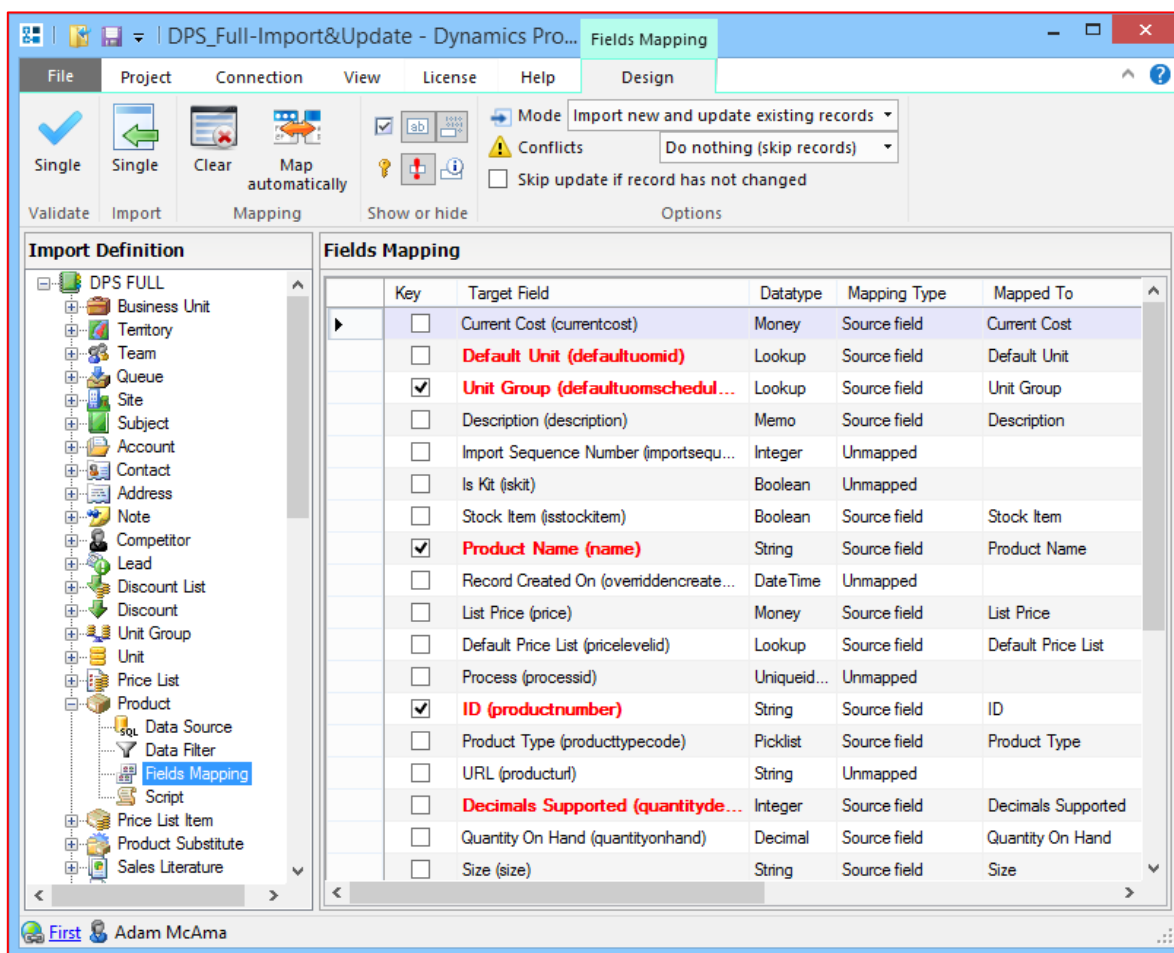 DPS_Full-Import&Update - Dynamics Pro... Fields Mapping
File Project Connection View License Help Design
Single Single Clear Map automatically
Mode Import new and update existing records
Conflicts Do nothing (skip records)
Skip update if record has not changed
Validate Import Mapping Show or hide Options
Import Definition
DPS FULL
Business Unit
Territory
Team
Queue
Site
Subject
Account
Contact
Address
Note
Competitor
Lead
Discount List
Discount
Unit Group
Unit
Price List
Product
SQL Data Source
Data Filter
Fields Mapping
Script
Price List Item
Product Substitute
Sales Literature
Fields Mapping
Key Target Field Datatype Mapping Type Mapped To
Current Cost (currentcost) Money Source field Current Cost
Default Unit (defaultuomid) Lookup Source field Default Unit
Unit Group (defaultuomschedul... Lookup Source field Unit Group
Description (description) Memo Source field Description
Import Sequence Number (importsequ... Integer Unmapped
Is Kit (iskit) Boolean Unmapped
Stock Item (isstockitem) Boolean Source field Stock Item
Product Name (name) String Source field Product Name
Record Created On (overriddencreate... DateTime Unmapped
List Price (price) Money Source field List Price
Default Price List (pricelevelid) Lookup Source field Default Price List
Process (processid) Uniqueid... Unmapped
ID (productnumber) String Source field ID
Product Type (producttypecode) Picklist Source field Product Type
URL (producturl) String Unmapped
Decimals Supported (quantityde... Integer Source field Decimals Supported
Quantity On Hand (quantityonhand) Decimal Source field Quantity On Hand
Size (size) String Source field Size
First Adam McAma